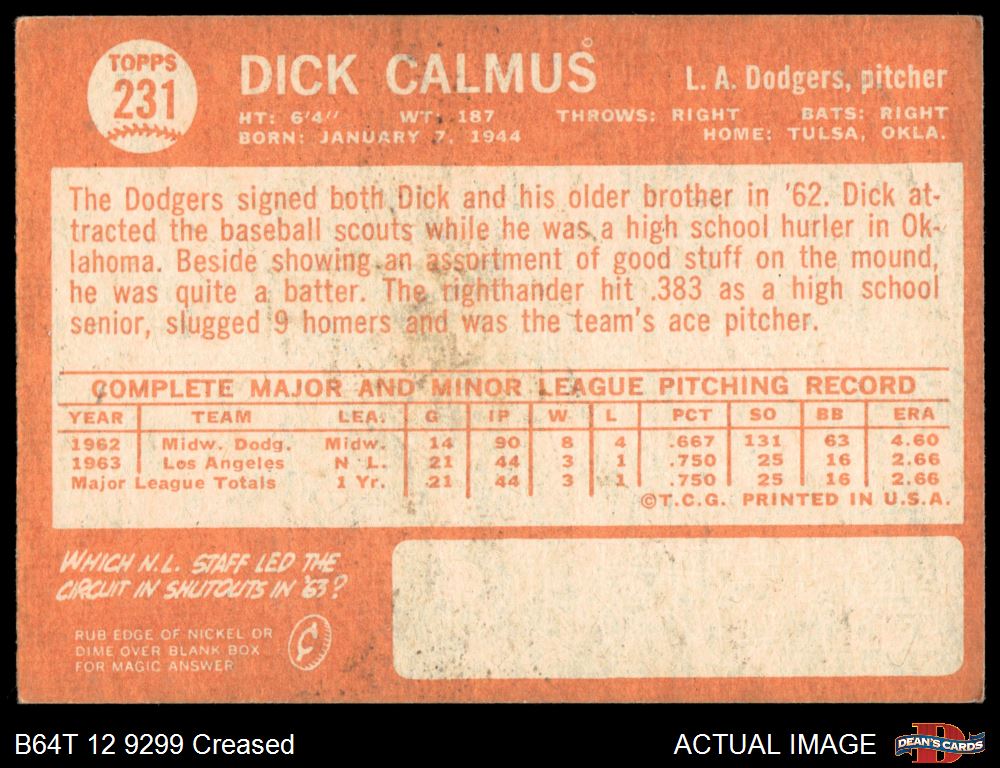 TOPPS
231
DICK CALMUS
L. A. Dodgers, pitcher
HT: 6'4" WT: 187 THROWS: RIGHT BATS: RIGHT
BORN: JANUARY 7, 1944 HOME: TULSA, OKLA.
The Dodgers signed both Dick and his older brother in '62. Dick at-
tracted the baseball scouts while he was a high school hurler in Ok-
lahoma. Beside showing an assortment of good stuff on the mound,
he was quite a batter. The righthander hit .383 as a high school
senior, slugged 9 homers and was the team's ace pitcher.
COMPLETE MAJOR AND MINOR LEAGUE PITCHING RECORD
YEAR TEAM LEA. G IP W L PCT SO BB ERA
1962 Midw. Dodg. Midw. 14 90 8 4 .667 131 63 4.60
1963 Los Angeles N L. 21 44 3 1 .750 25 16 2.66
Major League Totals 1 Yr. 21 44 3 1 .750 25 16 2.66
©T.C.G. PRINTED IN U.S.A.
WHICH N.L. STAFF LED THE
CIRCUIT IN SHUTOUTS IN '63?
RUB EDGE OF NICKEL OR
DIME OVER BLANK BOX
FOR MAGIC ANSWER
B64T 12 9299 Creased
ACTUAL IMAGE
D
DEAN'S CARDS